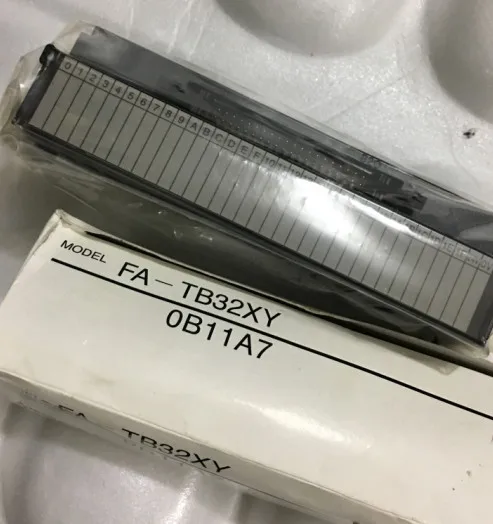 0 1 2 3 4 5 6 7 8 9 A B C D E F
MODEL FA-TB32XY
0B11A7
FA TB32XY